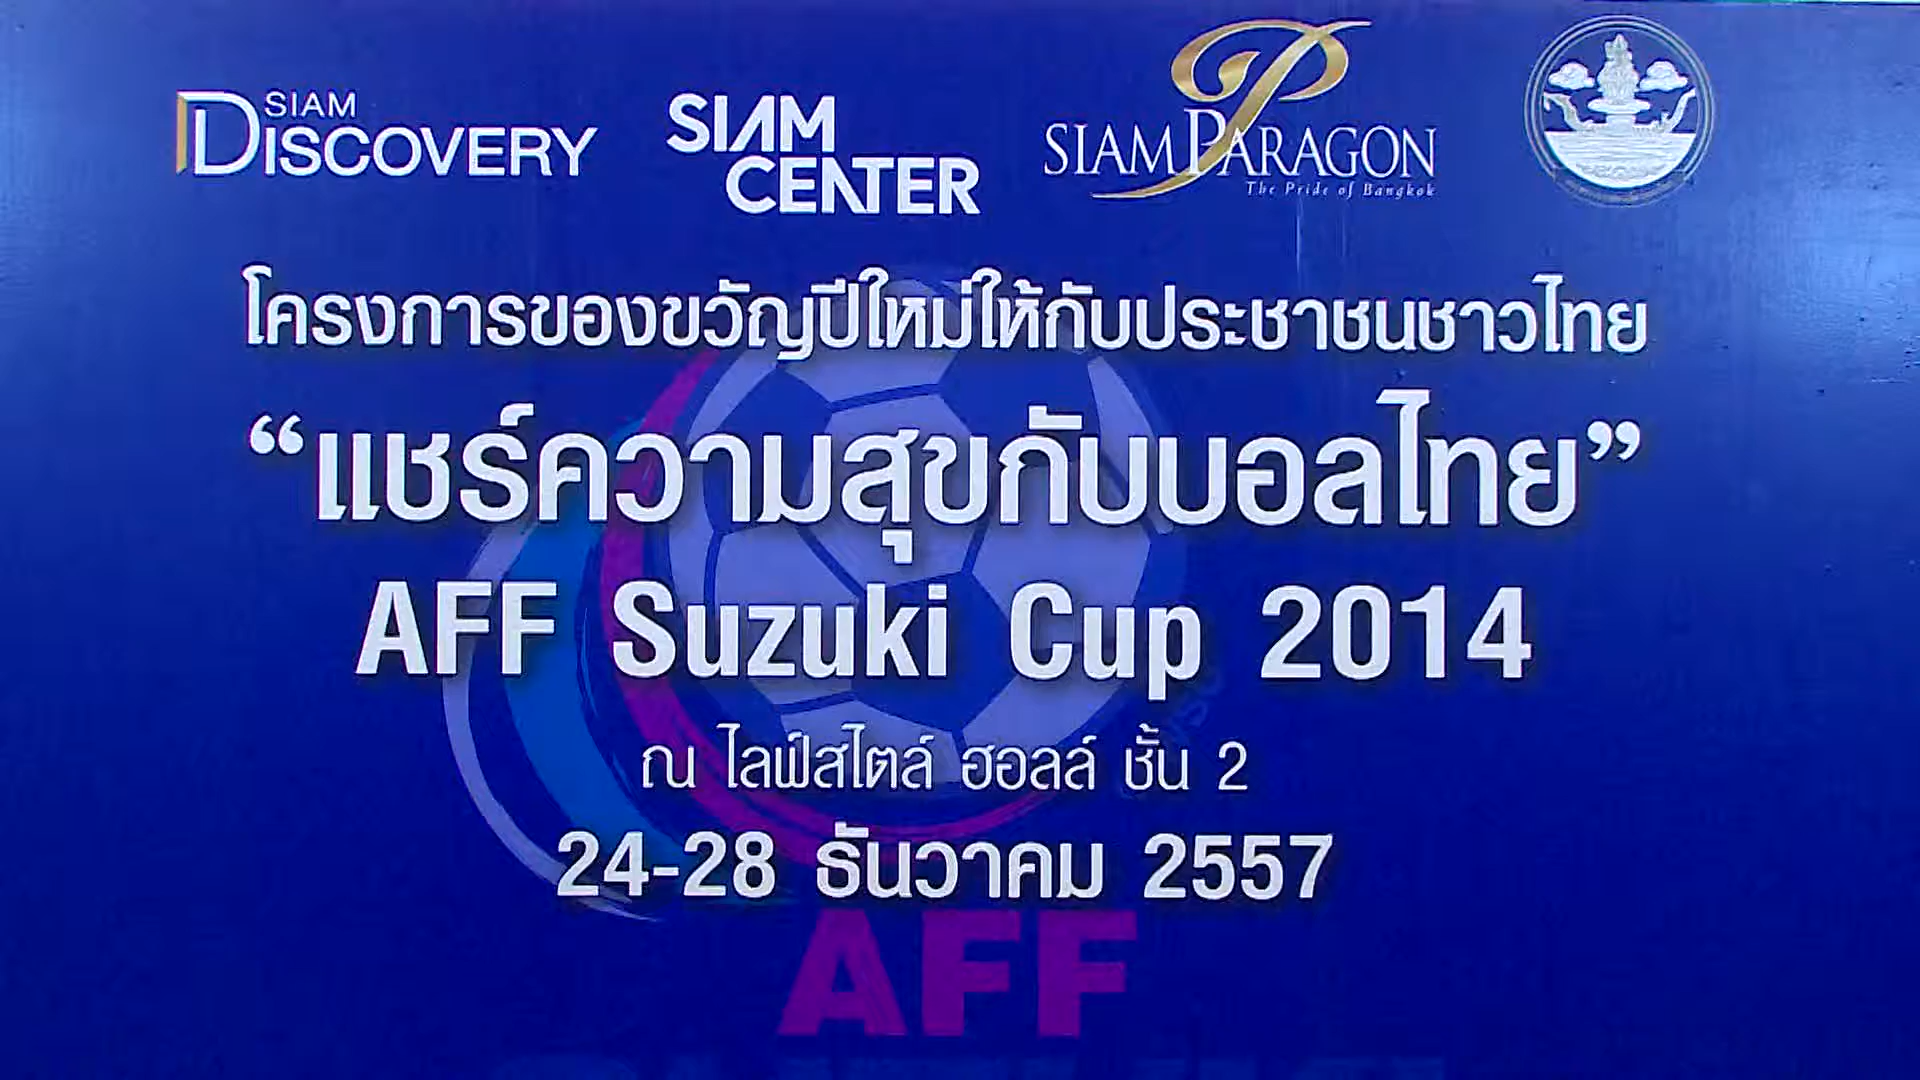 SIAM DISCOVERY
SIAM CENTER
SIAM PARAGON
The Pride of Bangkok
โครงการของขวัญปีใหม่ให้กับประชาชนชาวไทย
“แชร์ความสุขกับบอลไทย”
AFF Suzuki Cup 2014
ณ ไลฟ์สไตล์ ฮอลล์ ชั้น 2
24-28 ธันวาคม 2557
AFF